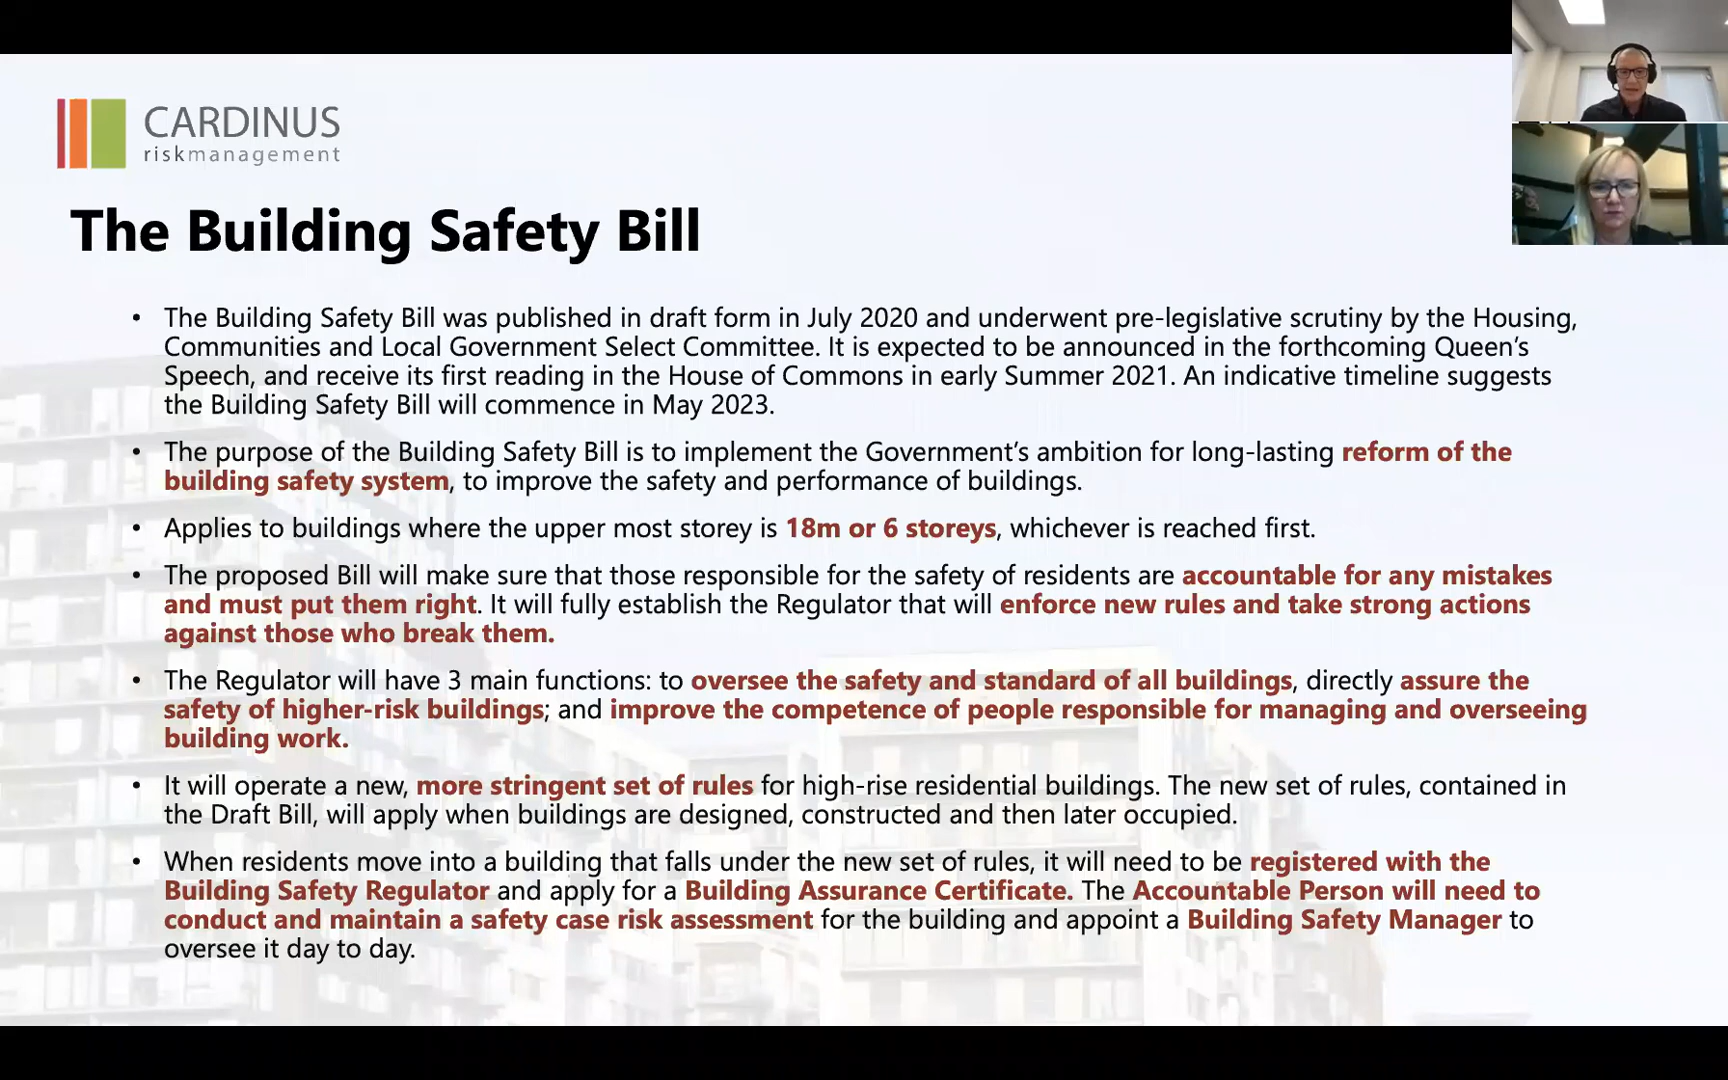 CARDINUS
riskmanagement
The Building Safety Bill
• The Building Safety Bill was published in draft form in July 2020 and underwent pre-legislative scrutiny by the Housing,
Communities and Local Government Select Committee. It is expected to be announced in the forthcoming Queen's
Speech, and receive its first reading in the House of Commons in early Summer 2021. An indicative timeline suggests
the Building Safety Bill will commence in May 2023.
• The purpose of the Building Safety Bill is to implement the Government's ambition for long-lasting reform of the
building safety system, to improve the safety and performance of buildings.
• Applies to buildings where the upper most storey is 18m or 6 storeys, whichever is reached first.
• The proposed Bill will make sure that those responsible for the safety of residents are accountable for any mistakes
and must put them right. It will fully establish the Regulator that will enforce new rules and take strong actions
against those who break them.
• The Regulator will have 3 main functions: to oversee the safety and standard of all buildings, directly assure the
safety of higher-risk buildings; and improve the competence of people responsible for managing and overseeing
building work.
• It will operate a new, more stringent set of rules for high-rise residential buildings. The new set of rules, contained in
the Draft Bill, will apply when buildings are designed, constructed and then later occupied.
• When residents move into a building that falls under the new set of rules, it will need to be registered with the
Building Safety Regulator and apply for a Building Assurance Certificate. The Accountable Person will need to
conduct and maintain a safety case risk assessment for the building and appoint a Building Safety Manager to
oversee it day to day.